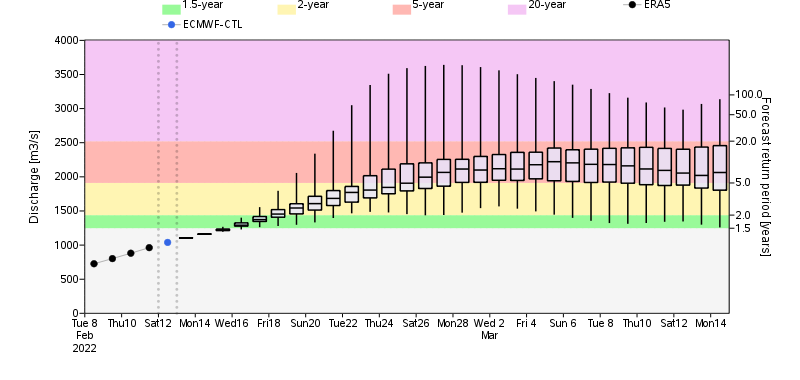 1.5-year 2-year 5-year 20-year ERA5
ECMWF-CTL
4000
3500
3000
2500
2000
1500
1000
500
0
Discharge [m3/s]
100.0
50.0
20.0
5.0
2.0
1.5
Forecast return period [years]
Tue 8 Thu10 Sat12 Mon14 Wed16 Fri18 Sun20 Tue22 Thu24 Sat26 Mon28 Wed 2 Fri 4 Sun 6 Tue 8 Thu10 Sat12 Mon14
Feb Mar
2022